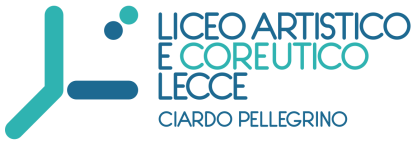 LICEO ARTISTICO
E COREUTICO
LECCE
CIARDO PELLEGRINO